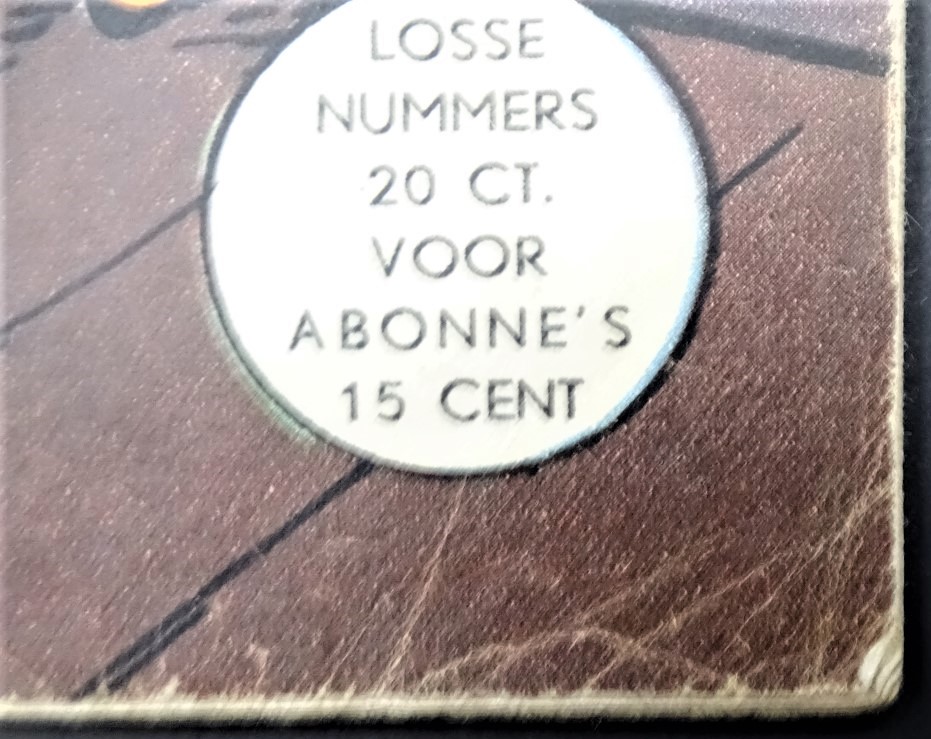 LOSSE
NUMMERS
20 CT.
VOOR
ABONNE'S
15 CENT